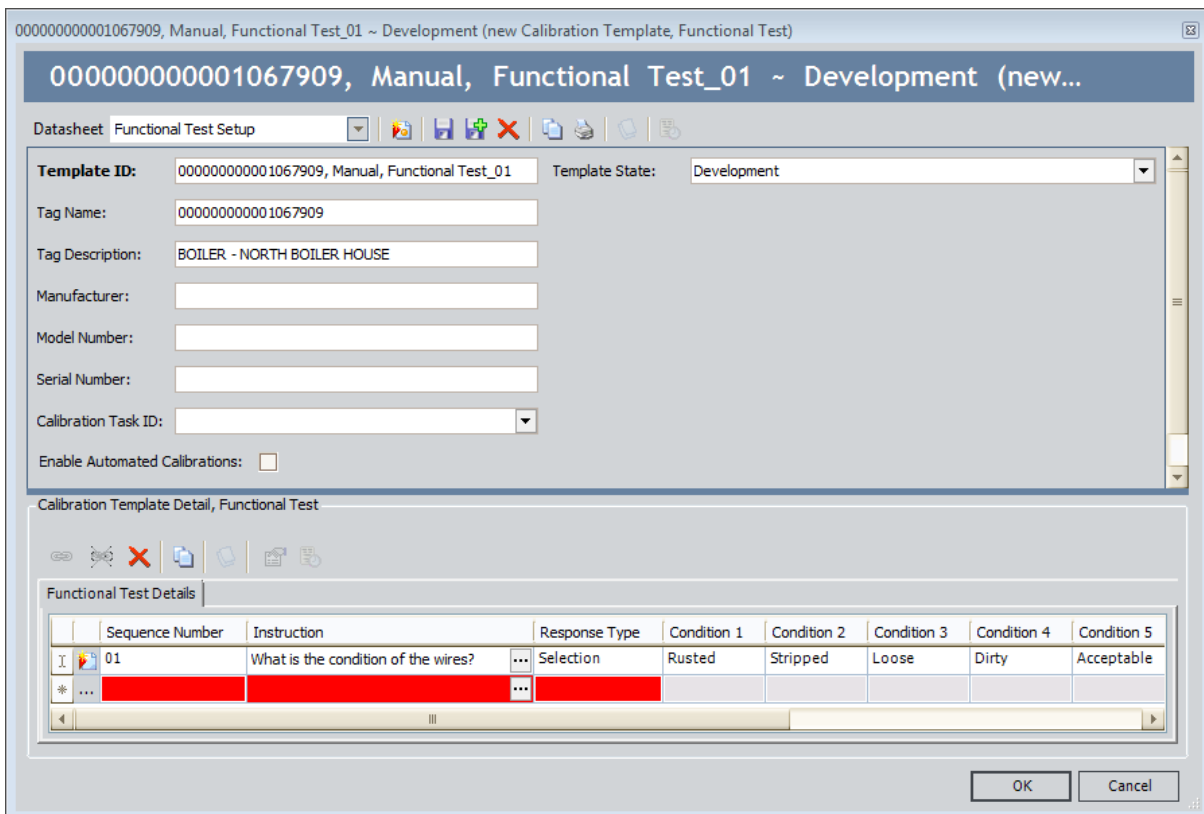 000000000001067909, Manual, Functional Test_01 ~ Development (new Calibration Template, Functional Test)
000000000001067909, Manual, Functional Test_01 ~ Development (new...
Datasheet Functional Test Setup
Template ID: 000000000001067909, Manual, Functional Test_01 Template State: Development
Tag Name: 000000000001067909
Tag Description: BOILER - NORTH BOILER HOUSE
Manufacturer:
Model Number:
Serial Number:
Calibration Task ID:
Enable Automated Calibrations:
Calibration Template Detail, Functional Test
Functional Test Details
Sequence Number Instruction Response Type Condition 1 Condition 2 Condition 3 Condition 4 Condition 5
01 What is the condition of the wires? ... Selection Rusted Stripped Loose Dirty Acceptable
* ... ...
OK Cancel